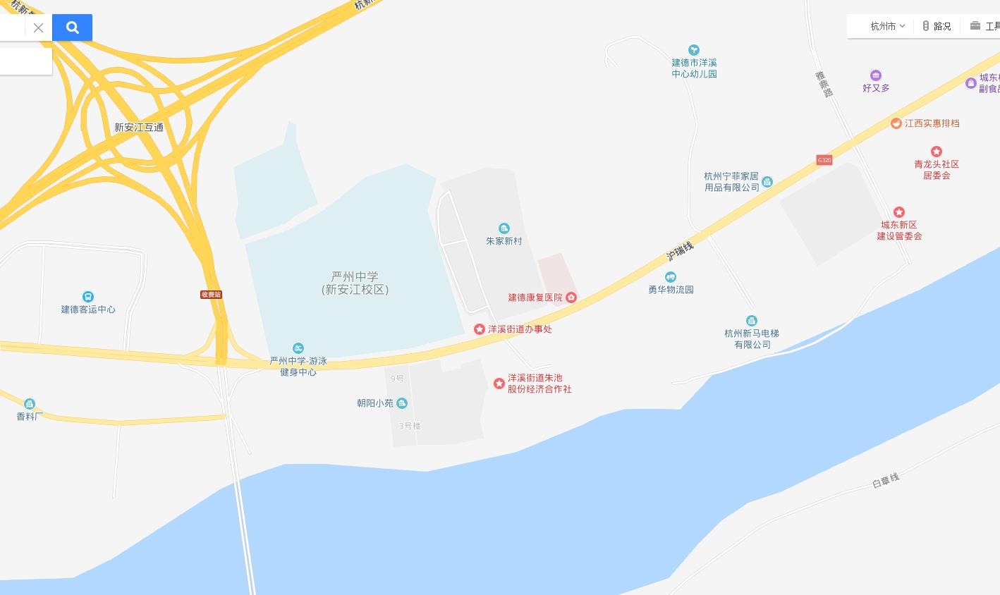 杭新
杭新
杭州市
路况
工具
建德市洋溪
中心幼儿园
雅鼎路
好又多
城东
副食品
新安江互通
江西实惠排档
G320
青龙头社区
居委会
杭州宁菲家居
用品有限公司
城东新区
建设管委会
朱家新村
沪瑞线
严州中学
(新安江校区)
勇华物流园
收费站
建德康复医院
建德客运中心
洋溪街道办事处
杭州新马电梯
有限公司
严州中学-游泳
健身中心
9号
洋溪街道朱池
股份经济合作社
朝阳小苑
香料厂
3号楼
白章线